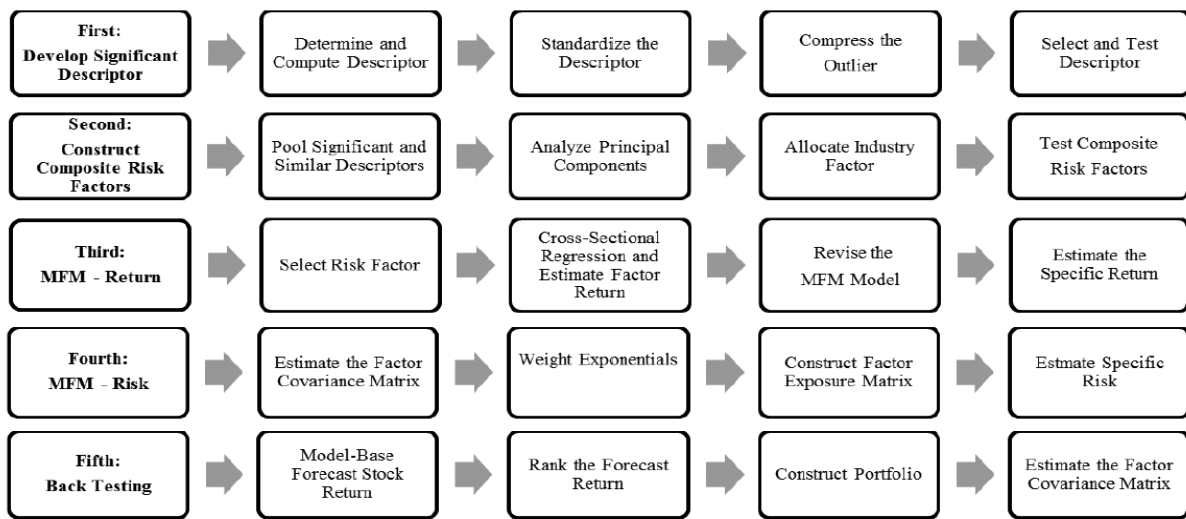 First:
Develop Significant
Descriptor
Determine and
Compute Descriptor
Standardize the
Descriptor
Compress the
Outlier
Select and Test
Descriptor
Second:
Construct
Composite Risk
Factors
Pool Significant and
Similar Descriptors
Analyze Principal
Components
Allocate Industry
Factor
Test Composite
Risk Factors
Third:
MFM - Return
Select Risk Factor
Cross-Sectional
Regression and
Estimate Factor
Return
Revise the
MFM Model
Estimate the
Specific Return
Fourth:
MFM - Risk
Estimate the Factor
Covariance Matrix
Weight Exponentials
Construct Factor
Exposure Matrix
Estmate Specific
Risk
Fifth:
Back Testing
Model-Base
Forecast Stock
Return
Rank the Forecast
Return
Construct Portfolio
Estimate the Factor
Covariance Matrix